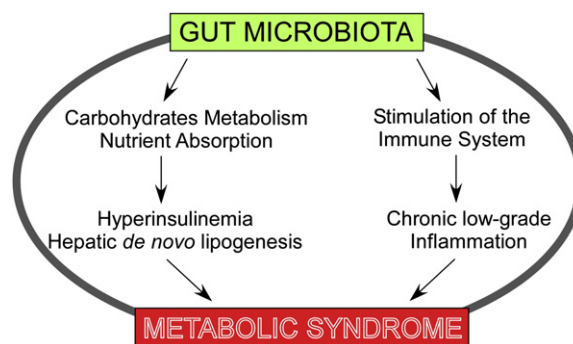 GUT MICROBIOTA
Carbohydrates Metabolism
Nutrient Absorption
Stimulation of the
Immune System
Hyperinsulinemia
Hepatic de novo lipogenesis
Chronic low-grade
Inflammation
METABOLIC SYNDROME